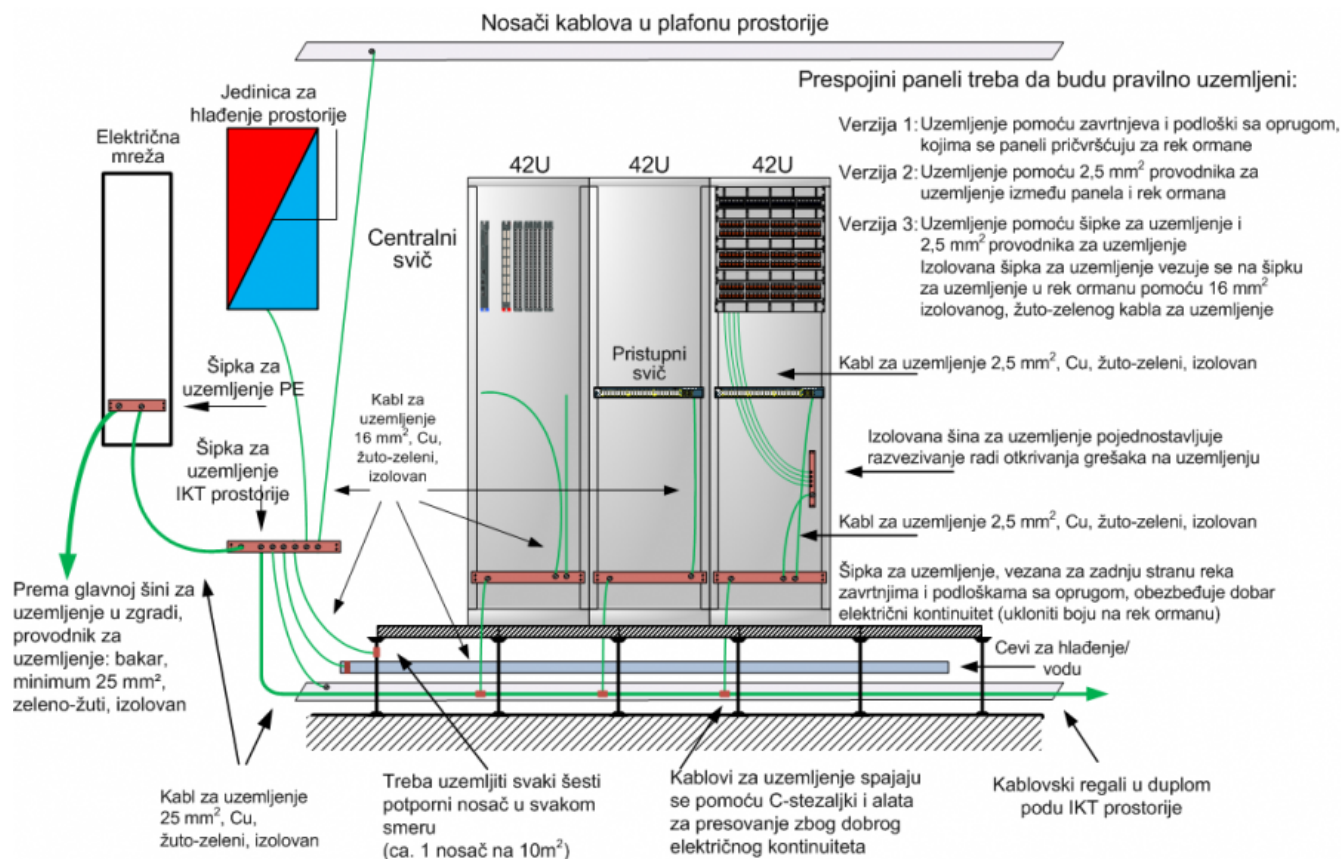 Nosači kablova u plafonu prostorije
Prespojini paneli treba da budu pravilno uzemljeni:
Verzija 1: Uzemljenje pomoću zavrtnjeva i podloški sa oprugom,
kojima se paneli pričvršćuju za rek ormane
Verzija 2: Uzemljenje pomoću 2,5 mm² provodnika za
uzemljenje između panela i rek ormana
Verzija 3: Uzemljenje pomoću šipke za uzemljenje i
2,5 mm² provodnika za uzemljenje
Izolovana šipka za uzemljenje vezuje se na šipku
za uzemljenje u rek ormanu pomoću 16 mm²
izolovanog, žuto-zelenog kabla za uzemljenje
Jedinica za
hlađenje prostorije
Električna
mreža
42U
42U
42U
Centralni
svič
Pristupni
svič
Kabl za uzemljenje 2,5 mm², Cu, žuto-zeleni, izolovan
Šipka za
uzemljenje PE
Kabl za
uzemljenje
16 mm², Cu,
žuto-zeleni,
izolovan
Izolovana šina za uzemljenje pojednostavljuje
razvezivanje radi otkrivanja grešaka na uzemljenju
Šipka za
uzemljenje
IKT prostorije
Kabl za uzemljenje 2,5 mm², Cu, žuto-zeleni, izolovan
Šipka za uzemljenje, vezana za zadnju stranu reka
zavrtnjima i podloškama sa oprugom, obezbeđuje dobar
električni kontinuitet (ukloniti boju na rek ormanu)
Prema glavnoj šini za
uzemljenje u zgradi,
provodnik za
uzemljenje: bakar,
minimum 25 mm²,
zeleno-žuti, izolovan
Cevi za hlađenje/
vodu
Kabl za uzemljenje
25 mm², Cu,
žuto-zeleni, izolovan
Treba uzemljiti svaki šesti
potporni nosač u svakom
smeru
(ca. 1 nosač na 10m²)
Kablovi za uzemljenje spajaju
se pomoću C-stezaljki i alata
za presovanje zbog dobrog
električnog kontinuiteta
Kablovski regali u duplom
podu IKT prostorije